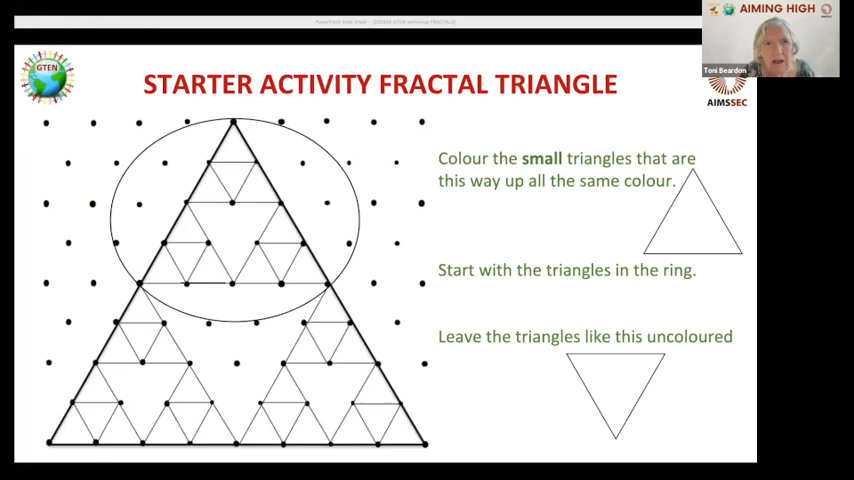 AIMING HIGH
Toni Beardon
GTEN
STARTER ACTIVITY FRACTAL TRIANGLE
AIMSSEC
Colour the small triangles that are
this way up all the same colour.
Start with the triangles in the ring.
Leave the triangles like this uncoloured